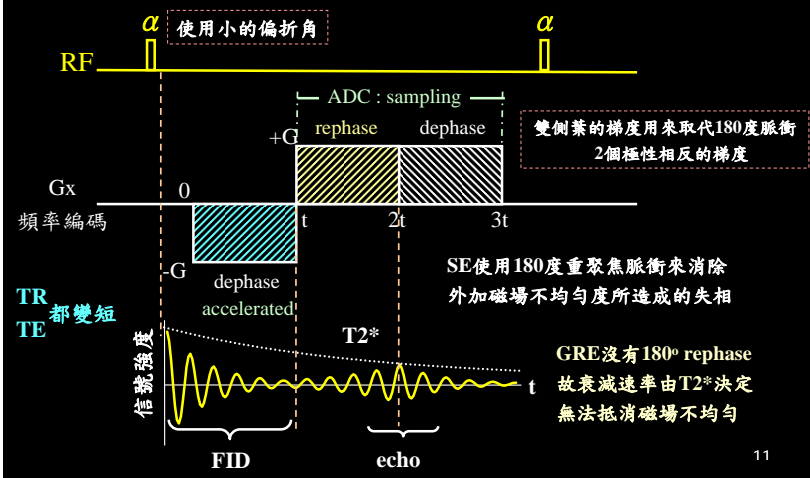 α
使用小的偏折角
α
RF
ADC : sampling
+G
rephase
dephase
雙側葉的梯度用來取代180度脈衝
2個極性相反的梯度
Gx
0
頻率編碼
t
2t
3t
-G
dephase
accelerated
SE使用180度重聚焦脈衝來消除
外加磁場不均勻度所造成的失相
TR
TE
都變短
T2*
信號強度
t
GRE沒有180º rephase
故衰減速率由T2*決定
無法抵消磁場不均勻
FID
echo
11